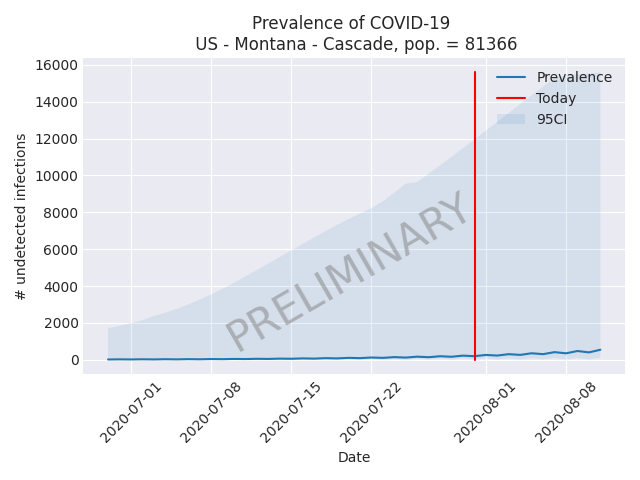 Prevalence of COVID-19
US - Montana - Cascade, pop. = 81366
16000
14000
12000
10000
8000
6000
4000
2000
0
# undetected infections
Prevalence
Today
95CI
PRELIMINARY
2020-07-01
2020-07-08
2020-07-15
2020-07-22
2020-08-01
2020-08-08
Date